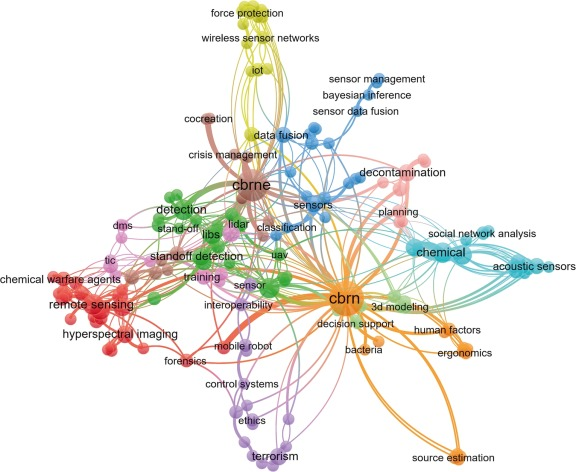 force protection
wireless sensor networks
iot
sensor management
bayesian inference
sensor data fusion
cocreation
data fusion
crisis management
decontamination
cbrne
sensors
detection
planning
dms
stand-off
lidar
libs
classification
social network analysis
chemical
tic
standoff detection
uav
acoustic sensors
chemical warfare agents
training
sensor
remote sensing
interoperability
cbrn
3d modeling
decision support
human factors
hyperspectral imaging
mobile robot
bacteria
ergonomics
forensics
control systems
ethics
terrorism
source estimation